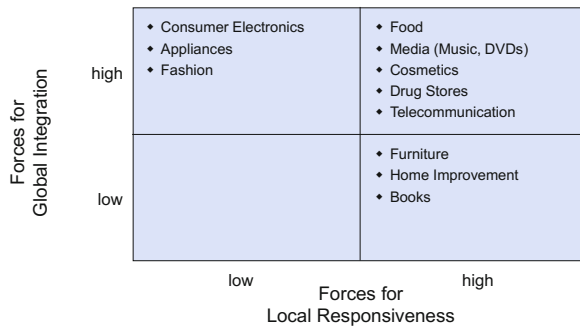 Consumer Electronics
Appliances
Fashion
Food
Media (Music, DVDs)
Cosmetics
Drug Stores
Telecommunication
Furniture
Home Improvement
Books
high
low
Forces for
Global Integration
low
high
Forces for
Local Responsiveness